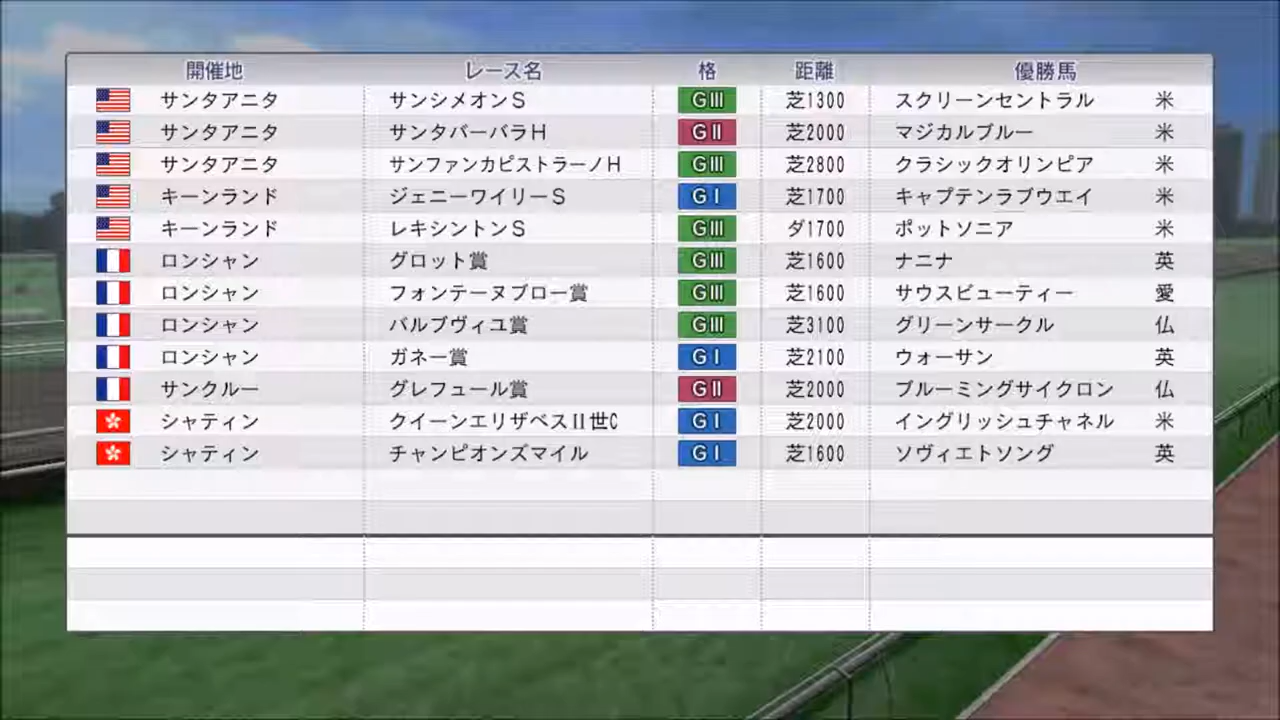 開催地 レース名 格 距離 優勝馬
サンタアニタ サンシメオンS GⅢ 芝1300 スクリーンセントラル 米
サンタアニタ サンタバーバラH GⅡ 芝2000 マジカルブルー 米
サンタアニタ サンファンカピストラーノH GⅢ 芝2800 クラシックオリンピア 米
キーンランド ジェニーワイリーS GⅠ 芝1700 キャプテンラブウエイ 米
キーンランド レキシントンS GⅢ ダ1700 ポットソニア 米
ロンシャン グロット賞 GⅢ 芝1600 ナニナ 英
ロンシャン フォンテーヌブロー賞 GⅢ 芝1600 サウスビューティー 愛
ロンシャン バルブヴィユ賞 GⅢ 芝3100 グリーンサークル 仏
ロンシャン ガネー賞 GⅠ 芝2100 ウォーサン 英
サンクルー グレフュール賞 GⅡ 芝2000 ブルーミングサイクロン 仏
シャティン クイーンエリザベスⅡ世C GⅠ 芝2000 イングリッシュチャネル 米
シャティン チャンピオンズマイル GⅠ 芝1600 ソヴィエトソング 英